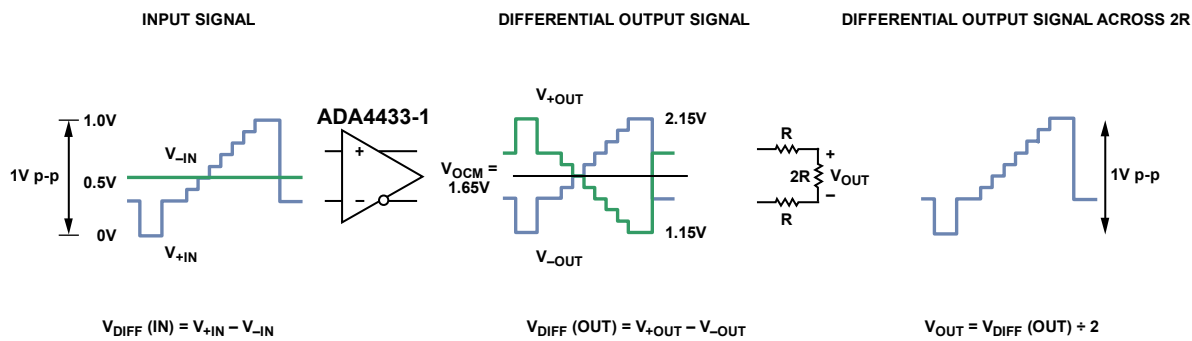 INPUT SIGNAL
DIFFERENTIAL OUTPUT SIGNAL
DIFFERENTIAL OUTPUT SIGNAL ACROSS 2R
1V p-p
1.0V
0.5V
0V
V–IN
V+IN
ADA4433-1
+
–
V+OUT
VOCM =
1.65V
2.15V
1.15V
V–OUT
R
2R
R
+
VOUT
–
1V p-p
VDIFF (IN) = V+IN – V–IN
VDIFF (OUT) = V+OUT – V–OUT
VOUT = VDIFF (OUT) ÷ 2